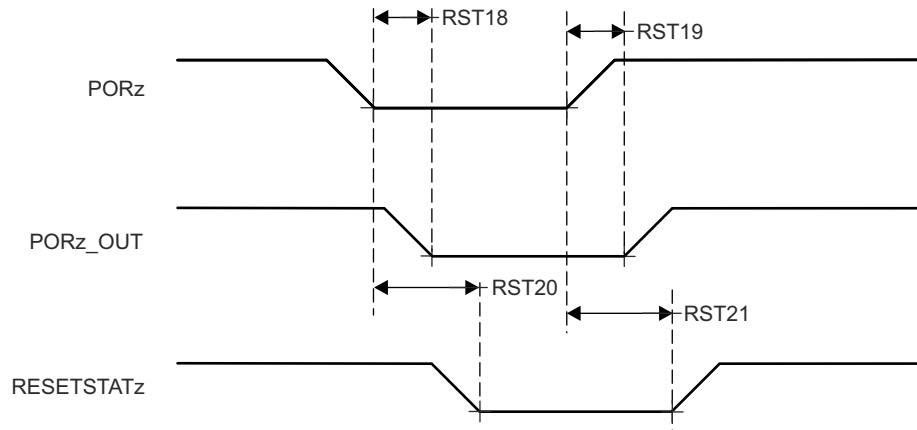 RST18
RST19
PORz
PORz_OUT
RST20
RST21
RESETSTATz